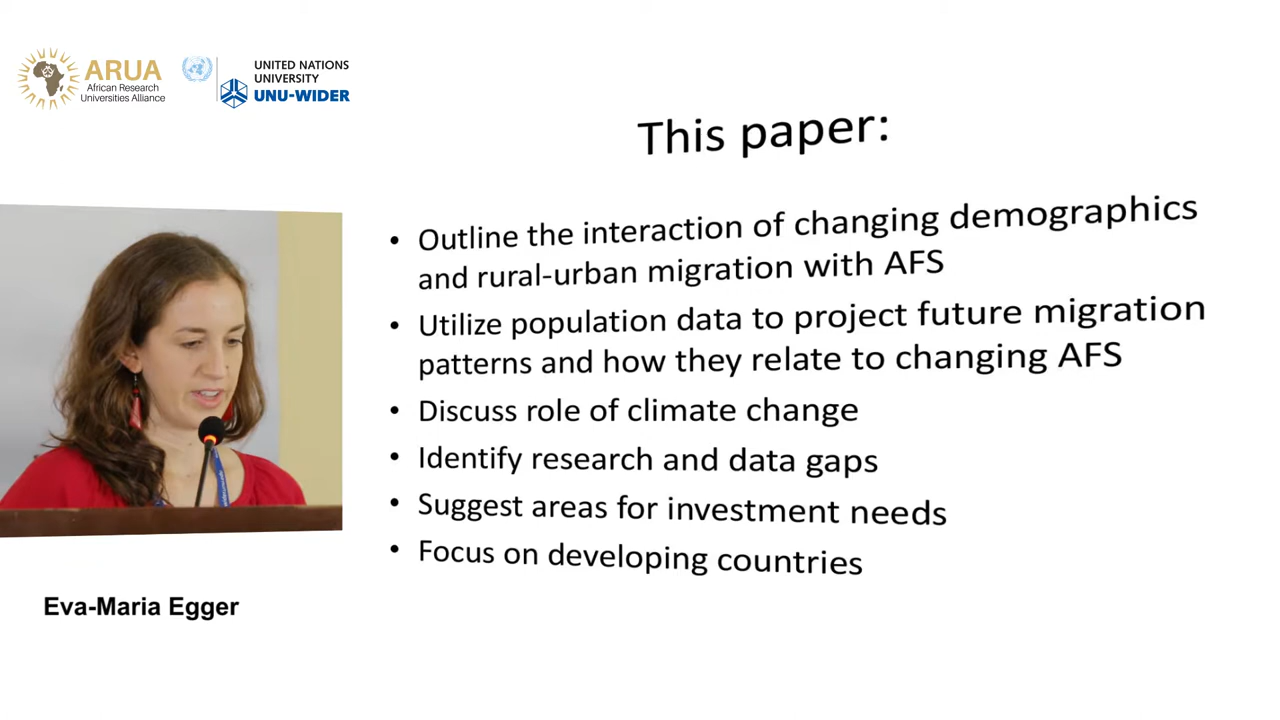 ARUA
African Research
Universities Alliance
UNITED NATIONS
UNIVERSITY
UNU-WIDER
This paper:
• Outline the interaction of changing demographics
and rural-urban migration with AFS
• Utilize population data to project future migration
patterns and how they relate to changing AFS
• Discuss role of climate change
• Identify research and data gaps
• Suggest areas for investment needs
• Focus on developing countries
Eva-Maria Egger